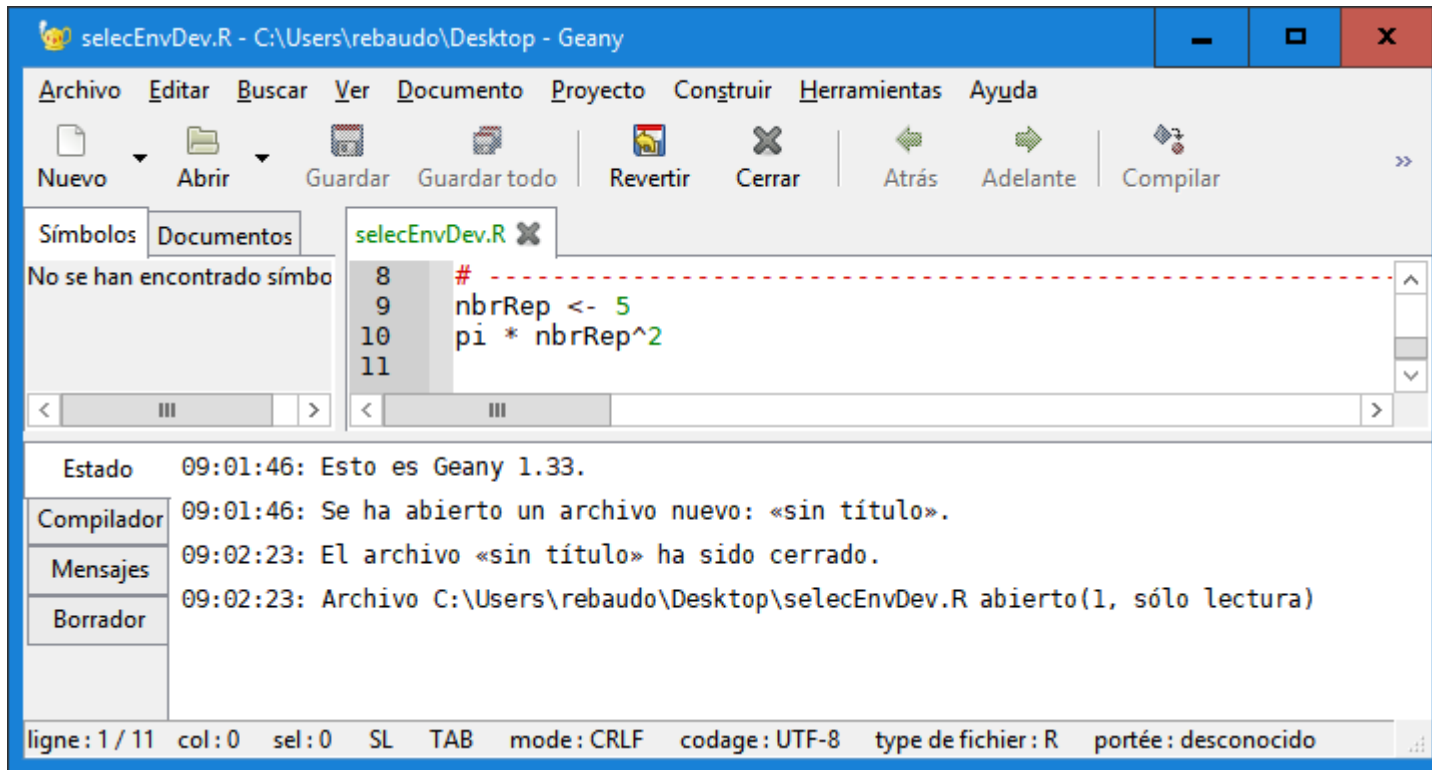 selecEnvDev.R - C:\Users\rebaudo\Desktop - Geany
Archivo Editar Buscar Ver Documento Proyecto Construir Herramientas Ayuda
Nuevo Abrir Guardar Guardar todo Revertir Cerrar Atrás Adelante Compilar »
Símbolos Documentos selecEnvDev.R
No se han encontrado símbo
8 # ---------------------------------------------------------
9 nbrRep <- 5
10 pi * nbrRep^2
11
Estado
Compilador
Mensajes
Borrador
09:01:46: Esto es Geany 1.33.
09:01:46: Se ha abierto un archivo nuevo: «sin título».
09:02:23: El archivo «sin título» ha sido cerrado.
09:02:23: Archivo C:\Users\rebaudo\Desktop\selecEnvDev.R abierto(1, sólo lectura)
ligne : 1 / 11 col : 0 sel : 0 SL TAB mode : CRLF codage : UTF-8 type de fichier : R portée : desconocido